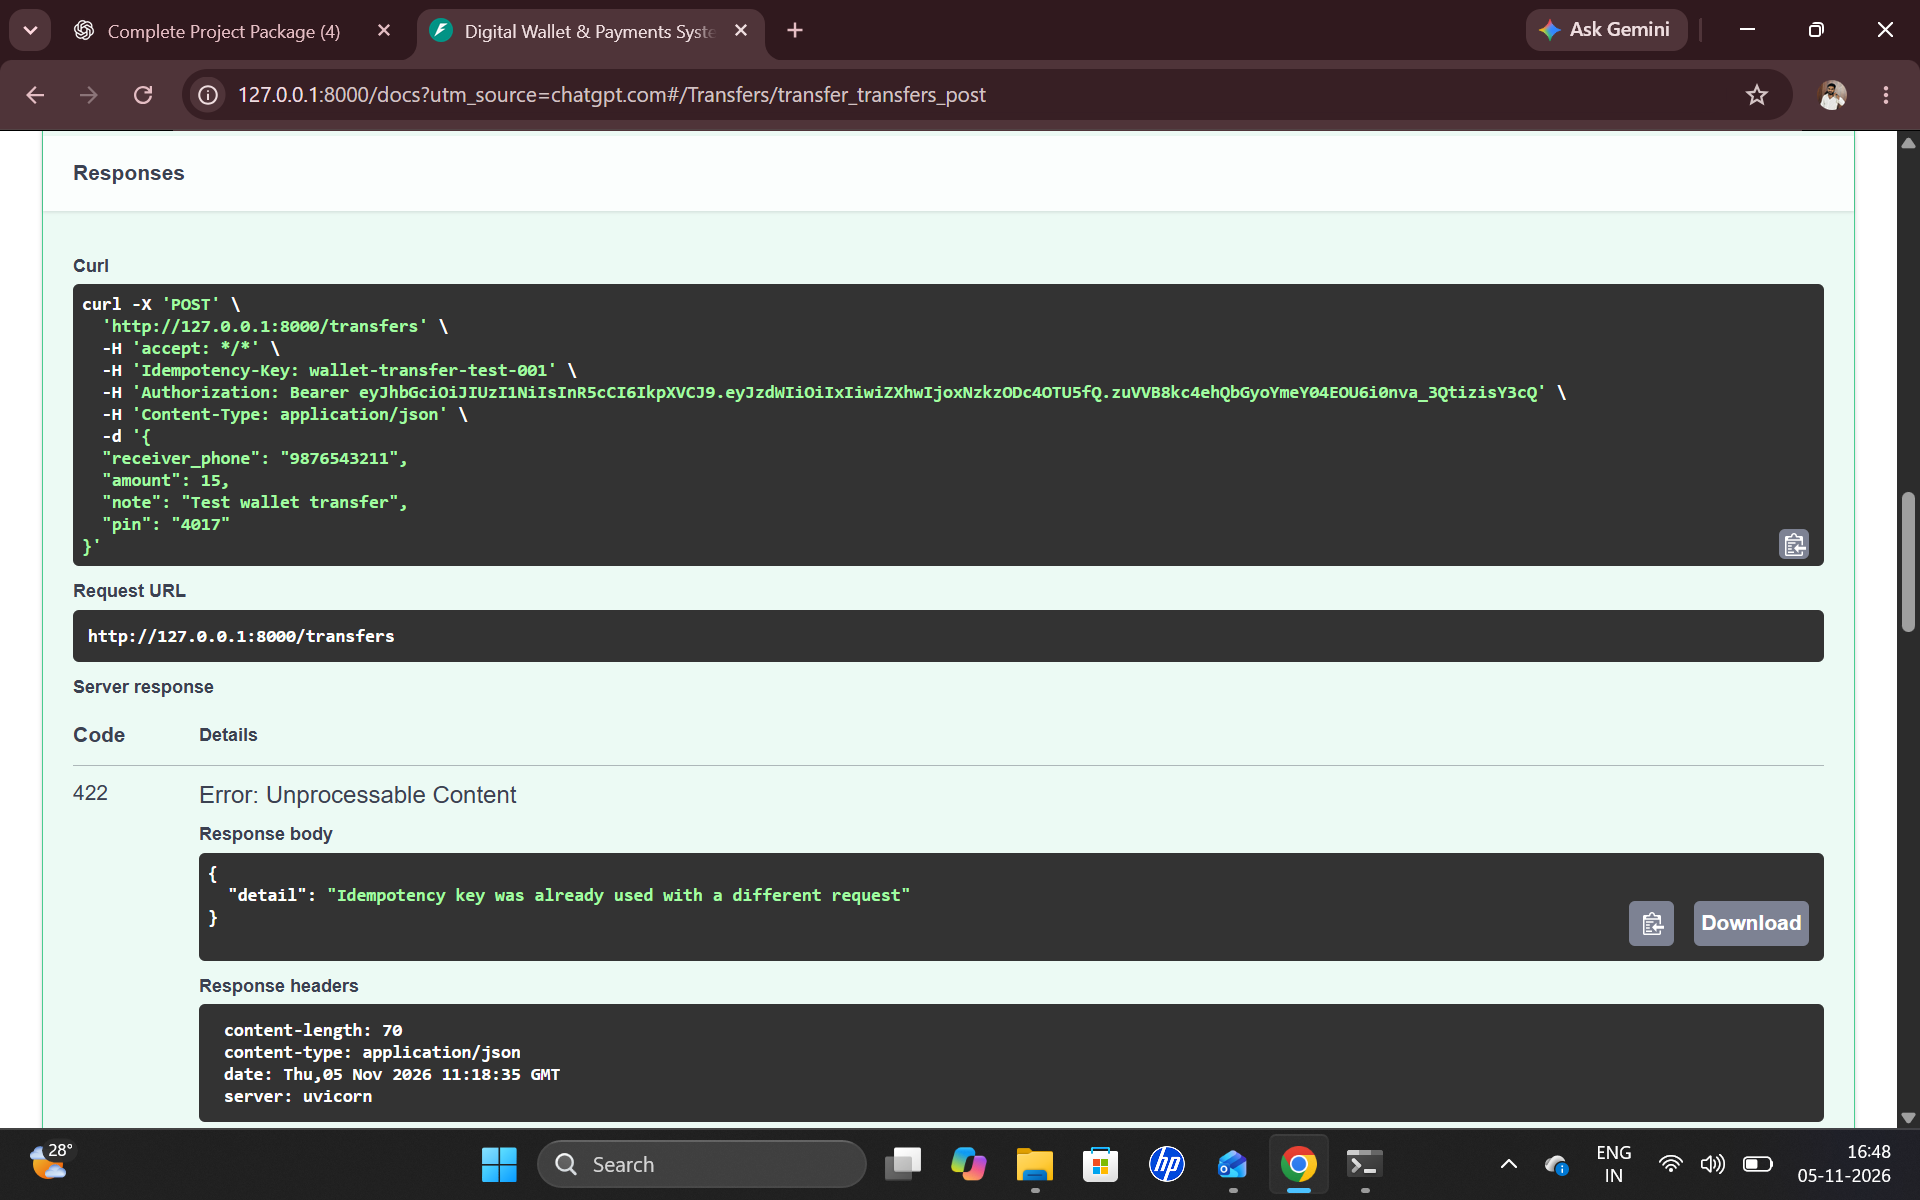 Complete Project Package (4)
Digital Wallet & Payments Syste
Ask Gemini
127.0.0.1:8000/docs?utm_source=chatgpt.com#/Transfers/transfer_transfers_post
Responses
Curl
curl -X 'POST' \
'http://127.0.0.1:8000/transfers' \
-H 'accept: */*' \
-H 'Idempotency-Key: wallet-transfer-test-001' \
-H 'Authorization: Bearer eyJhbGciOiJIUzI1NiIsInR5cCI6IkpXVCJ9.eyJzdWIiOiIxIiwiZXhwIjoxNzkzODc4OTU5fQ.zuVVB8kc4ehQbGyoYmeY04EOU6i0nva_3QtizisY3cQ' \
-H 'Content-Type: application/json' \
-d '{
"receiver_phone": "9876543211",
"amount": 15,
"note": "Test wallet transfer",
"pin": "4017"
}'
Request URL
http://127.0.0.1:8000/transfers
Server response
Code Details
422 Error: Unprocessable Content
Response body
{
"detail": "Idempotency key was already used with a different request"
}
Download
Response headers
content-length: 70
content-type: application/json
date: Thu,05 Nov 2026 11:18:35 GMT
server: uvicorn
28°
Search
hp
ENG
IN
16:48
05-11-2026